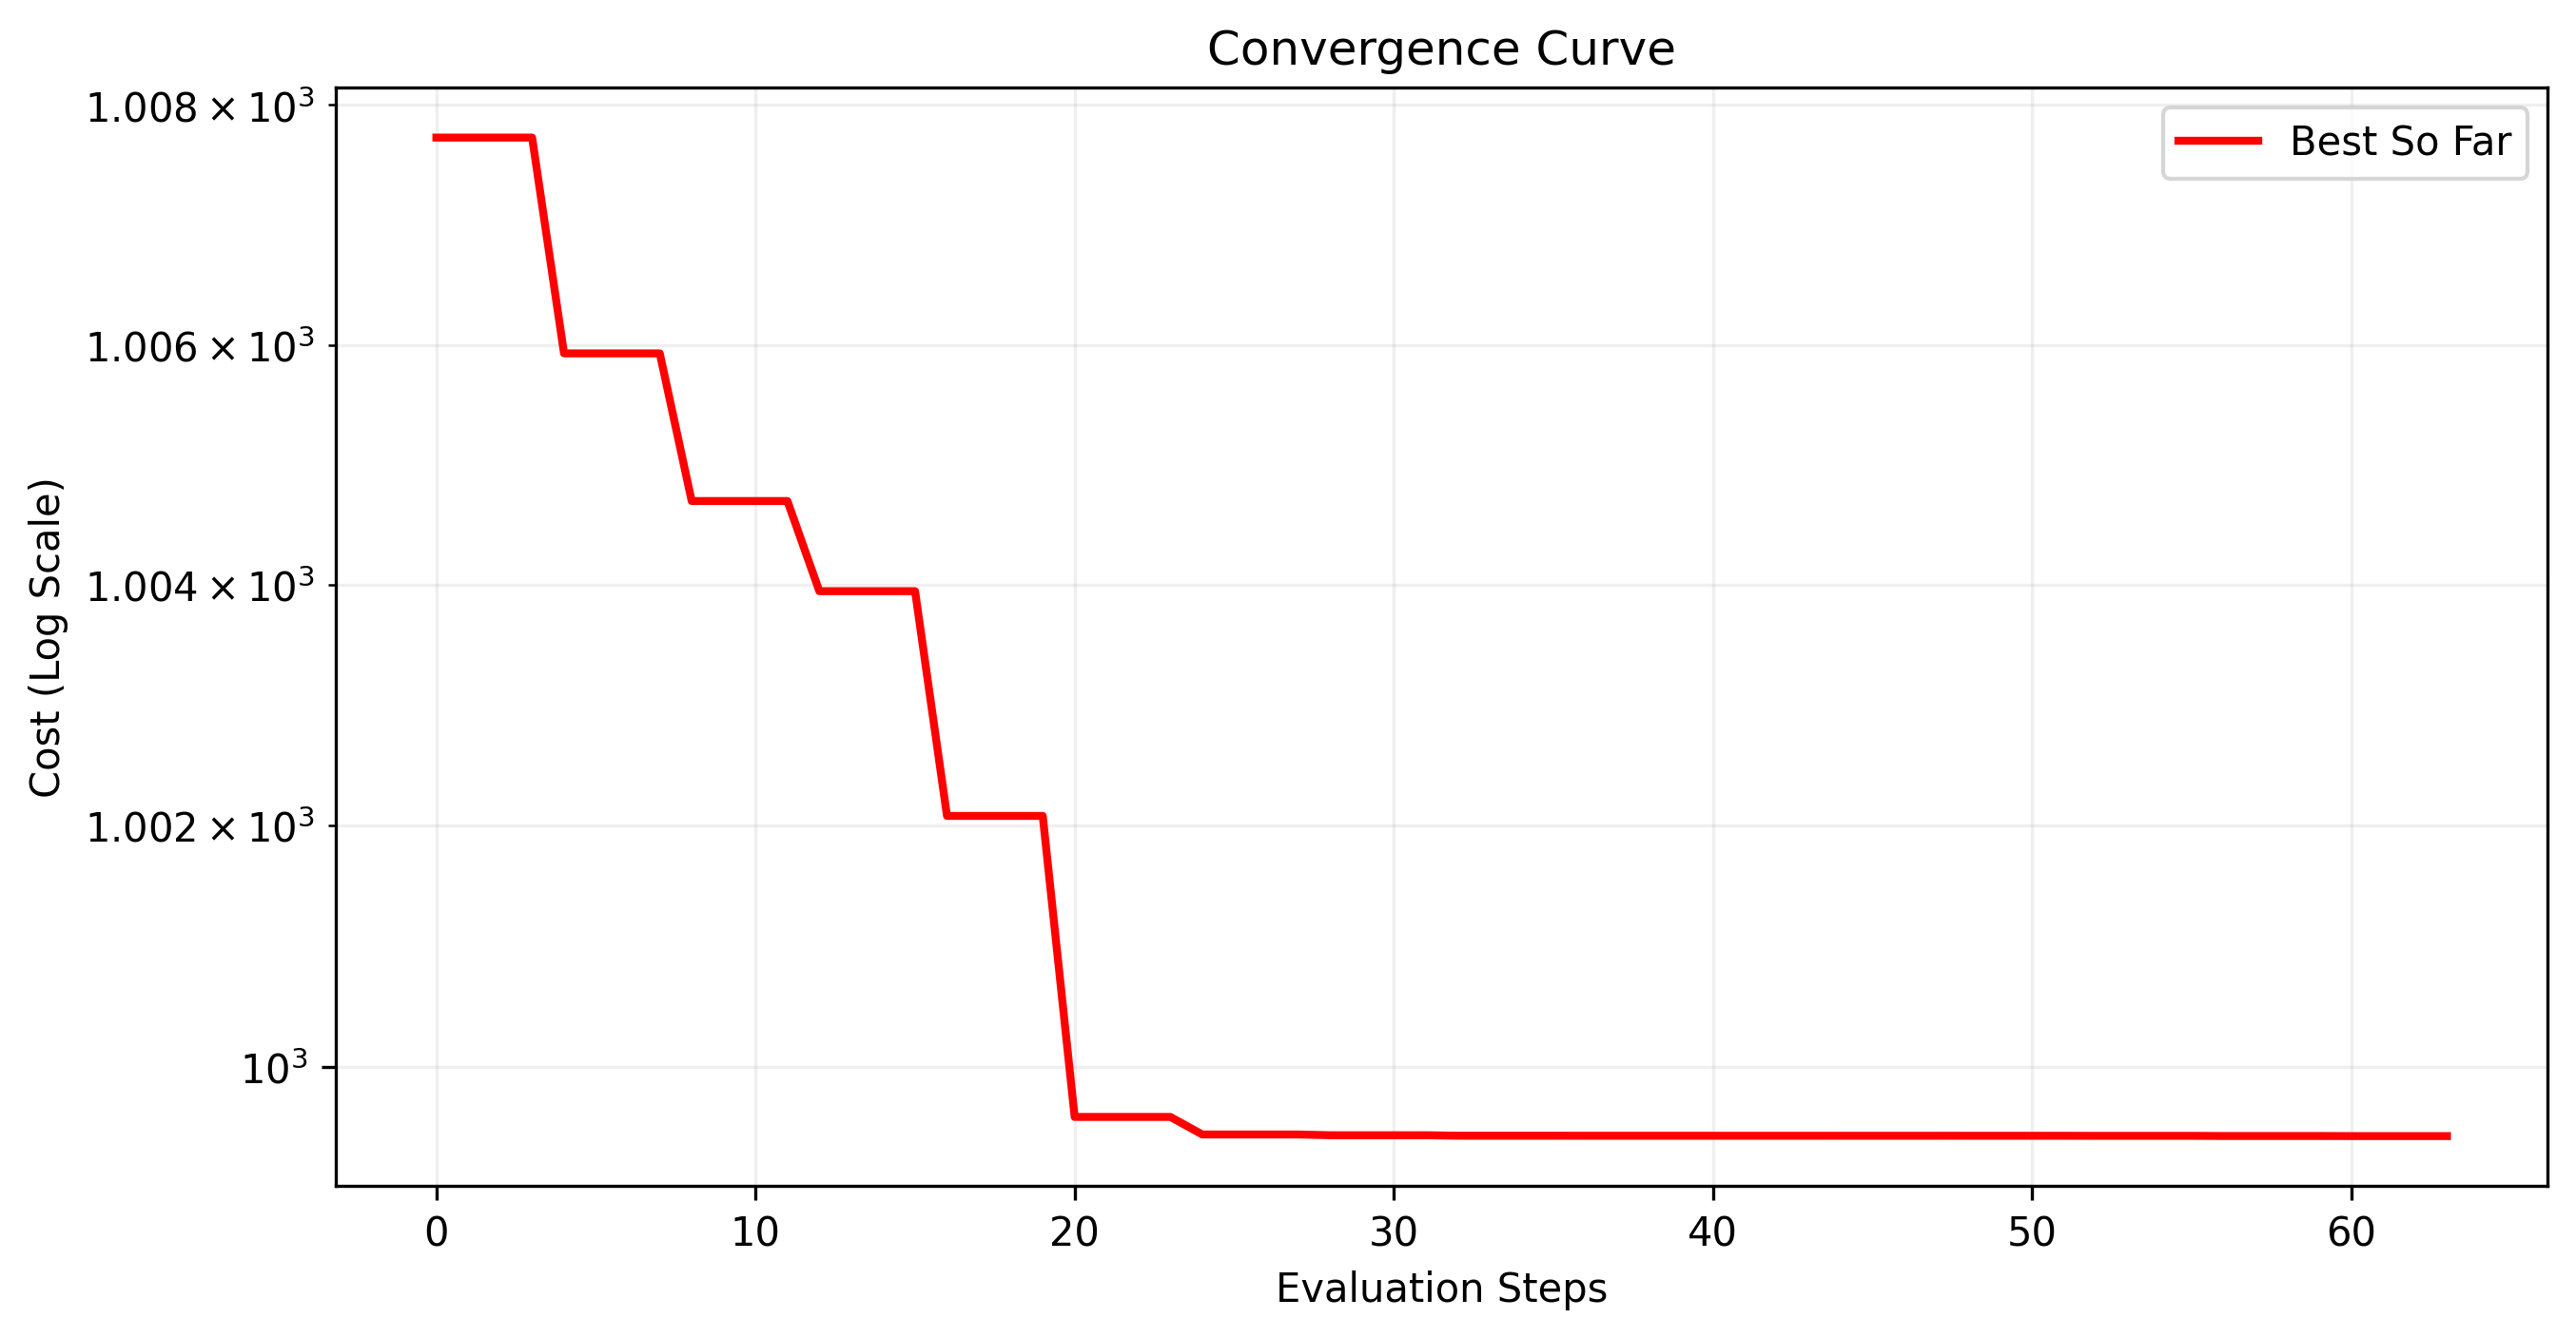 Convergence Curve
1.008 × 10³
1.006 × 10³
1.004 × 10³
1.002 × 10³
10³
Cost (Log Scale)
Best So Far
0 10 20 30 40 50 60
Evaluation Steps